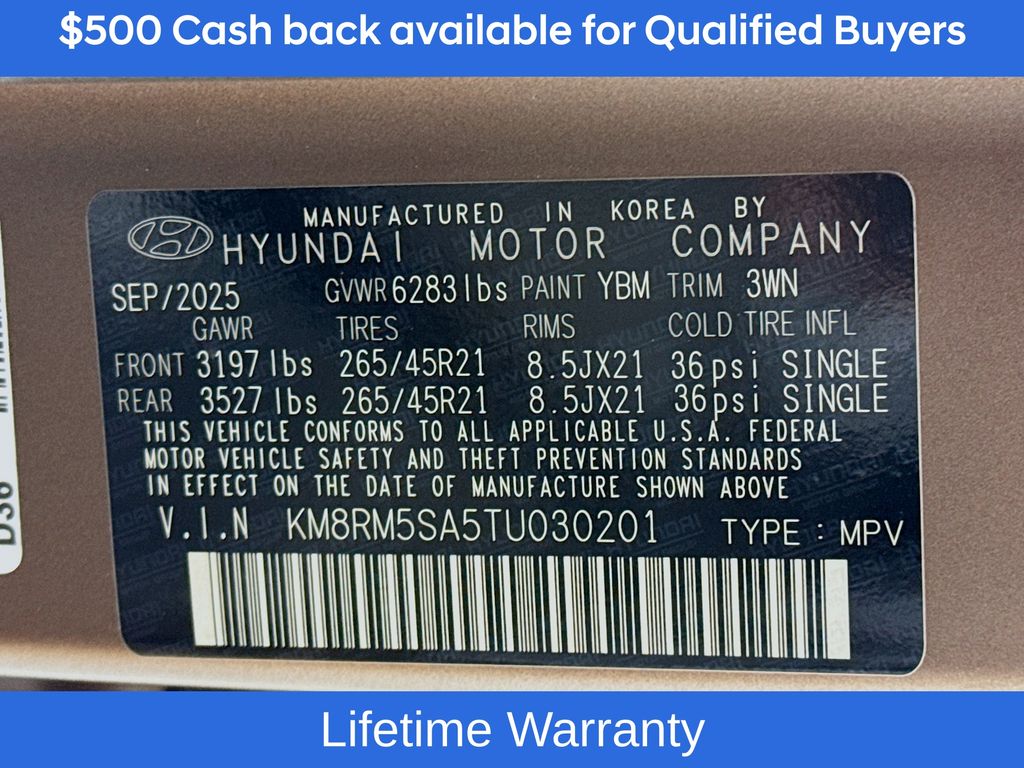 $500 Cash back available for Qualified Buyers
MANUFACTURED IN KOREA BY
HYUNDAI MOTOR COMPANY
SEP/2025 GVWR 6283lbs PAINT YBM TRIM 3WN
GAWR TIRES RIMS COLD TIRE INFL
FRONT 3197 lbs 265/45R21 8.5JX21 36psi SINGLE
REAR 3527 lbs 265/45R21 8.5JX21 36psi SINGLE
THIS VEHICLE CONFORMS TO ALL APPLICABLE U.S.A. FEDERAL
MOTOR VEHICLE SAFETY AND THEFT PREVENTION STANDARDS
IN EFFECT ON THE DATE OF MANUFACTURE SHOWN ABOVE
V.I.N KM8RM5SA5TU030201 TYPE : MPV
D36
Lifetime Warranty